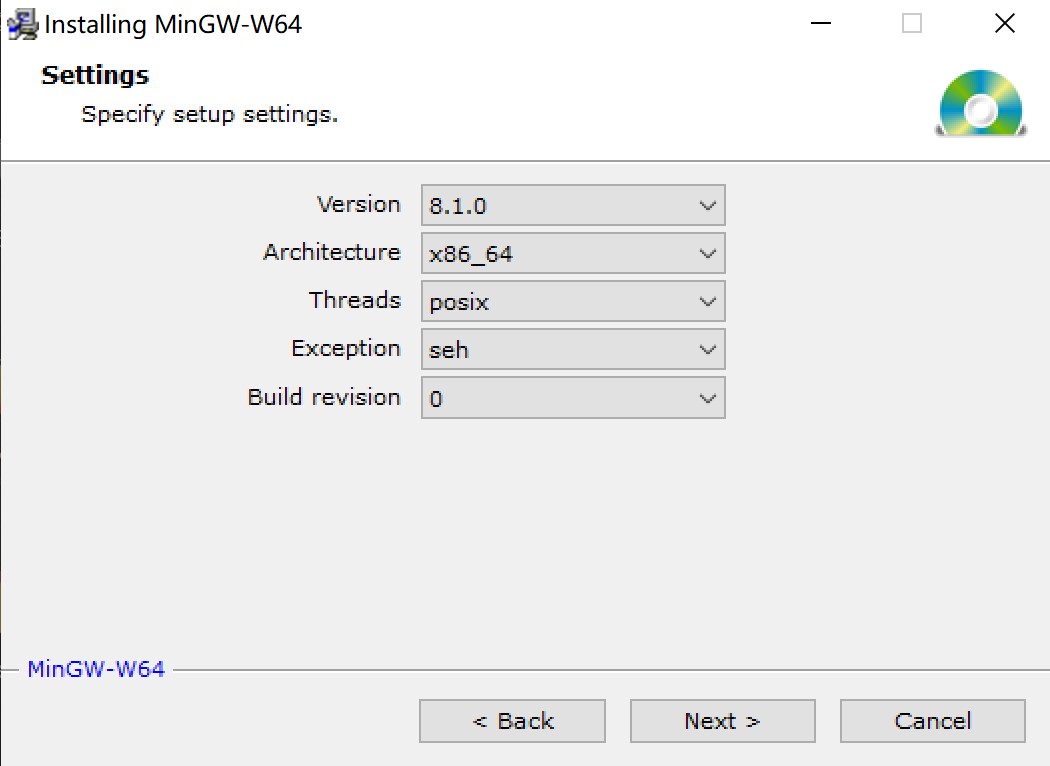 Installing MinGW-W64
Settings
Specify setup settings.
Version 8.1.0
Architecture x86_64
Threads posix
Exception seh
Build revision 0
MinGW-W64
< Back Next > Cancel